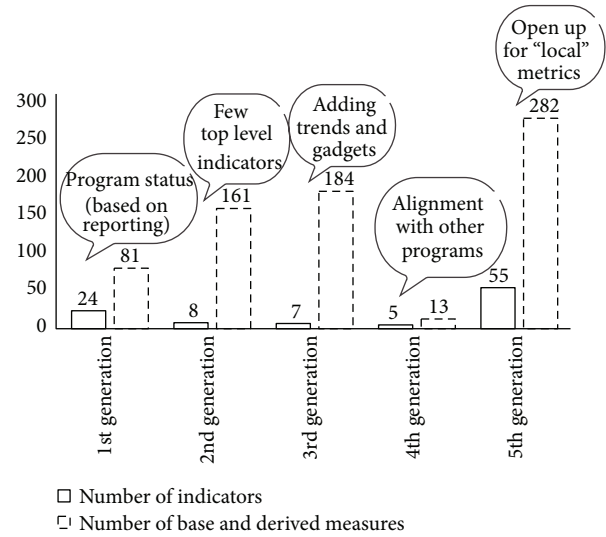 Open up
for “local”
metrics
282
Adding
trends and
gadgets
184
Few
top level
indicators
161
Program status
(based on
reporting)
81
Alignment
with other
programs
300
250
200
150
100
50
0
24
8
7
5
13
55
1st generation
2nd generation
3rd generation
4th generation
5th generation
Number of indicators
Number of base and derived measures